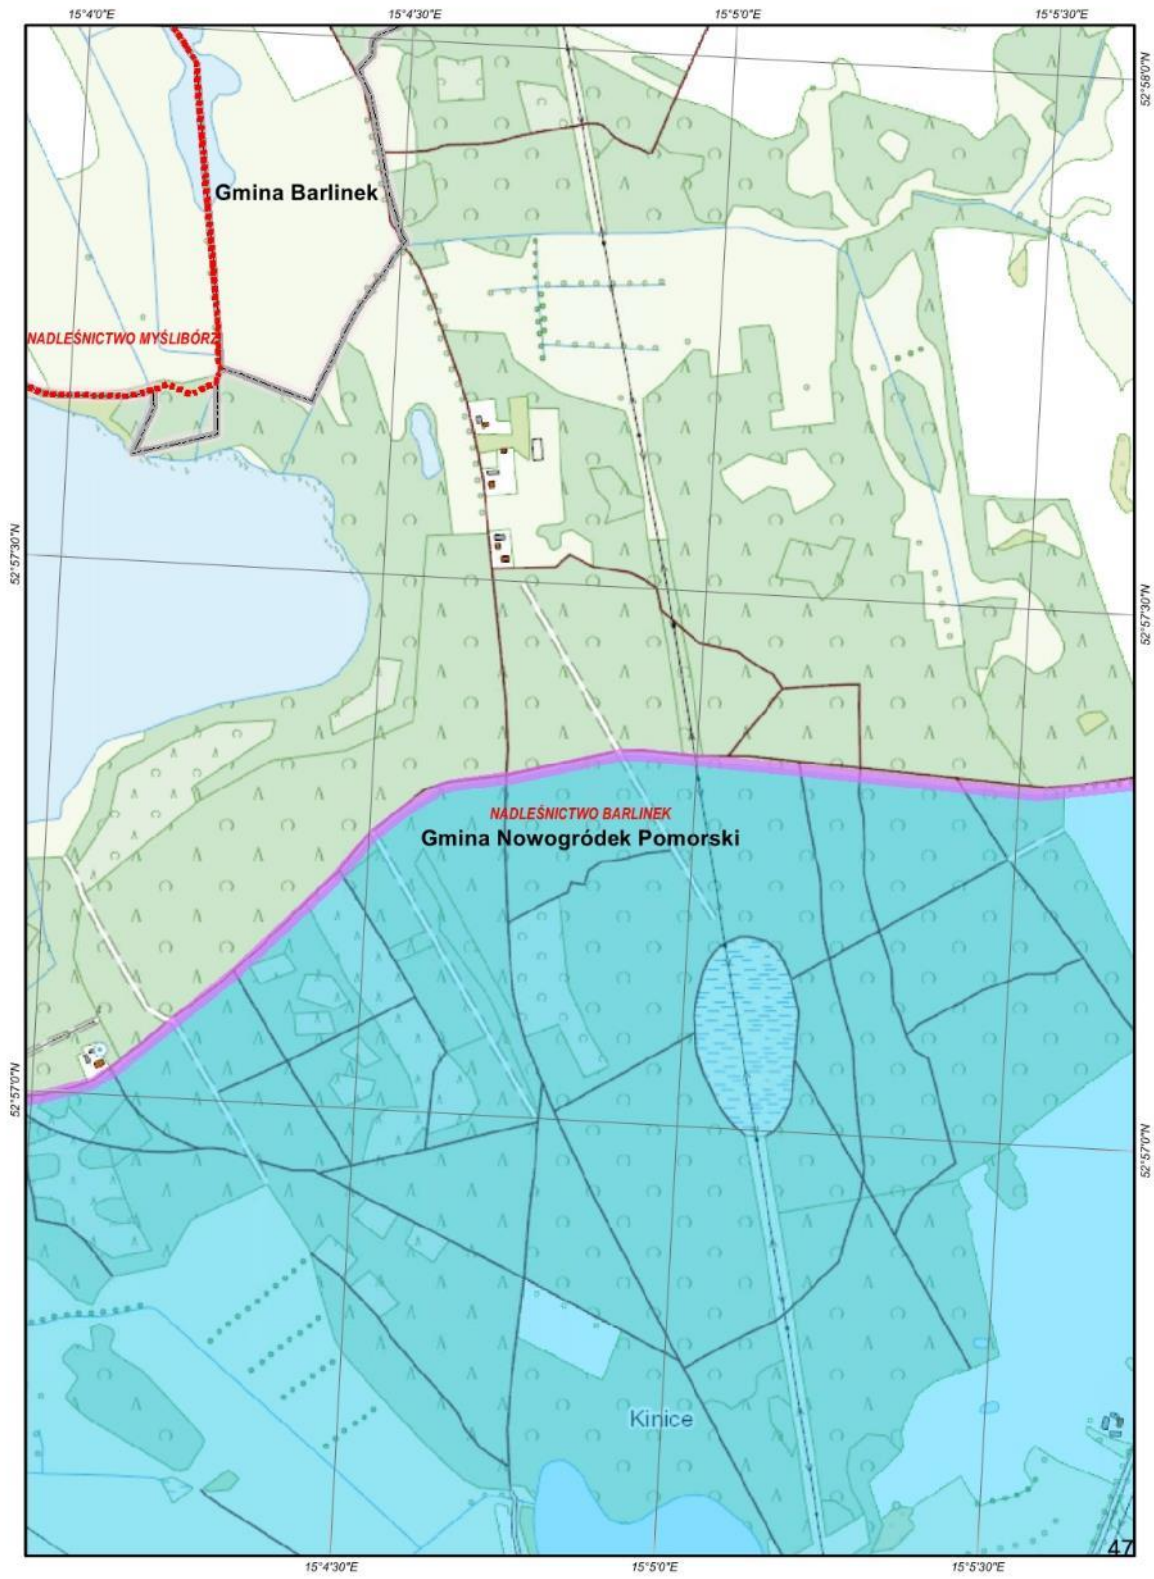 15°4'0"E 15°4'30"E 15°5'0"E 15°5'30"E
52°58'0"N
Gmina Barlinek
NADLEŚNICTWO MYŚLIBÓRZ
52°57'30"N
52°57'30"N
NADLEŚNICTWO BARLINEK
Gmina Nowogródek Pomorski
52°57'0"N
52°57'0"N
Kinice
47
15°4'30"E 15°5'0"E 15°5'30"E